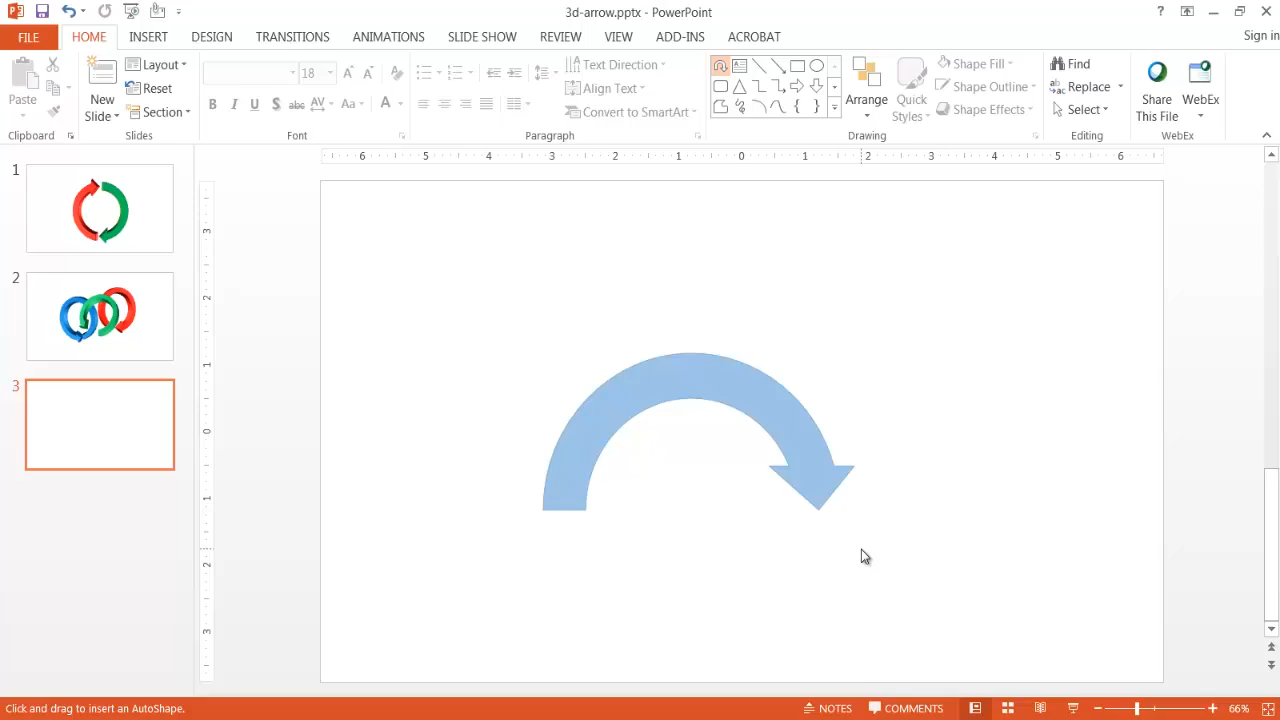 3d-arrow.pptx - PowerPoint
?
FILE HOME INSERT DESIGN TRANSITIONS ANIMATIONS SLIDE SHOW REVIEW VIEW ADD-INS ACROBAT Sign in
Paste
New
Slide
Layout
Reset
Section
18
B I U S abc AV Aa A
Text Direction
Align Text
Convert to SmartArt
Arrange
Quick
Styles
Shape Fill
Shape Outline
Shape Effects
Find
Replace
Select
Share
This File
WebEx
Clipboard Slides Font Paragraph Drawing Editing WebEx
6 5 4 3 2 1 0 1 2 3 4 5 6
3
2
1
0
1
2
3
1
2
3
Click and drag to insert an AutoShape. NOTES COMMENTS 66%